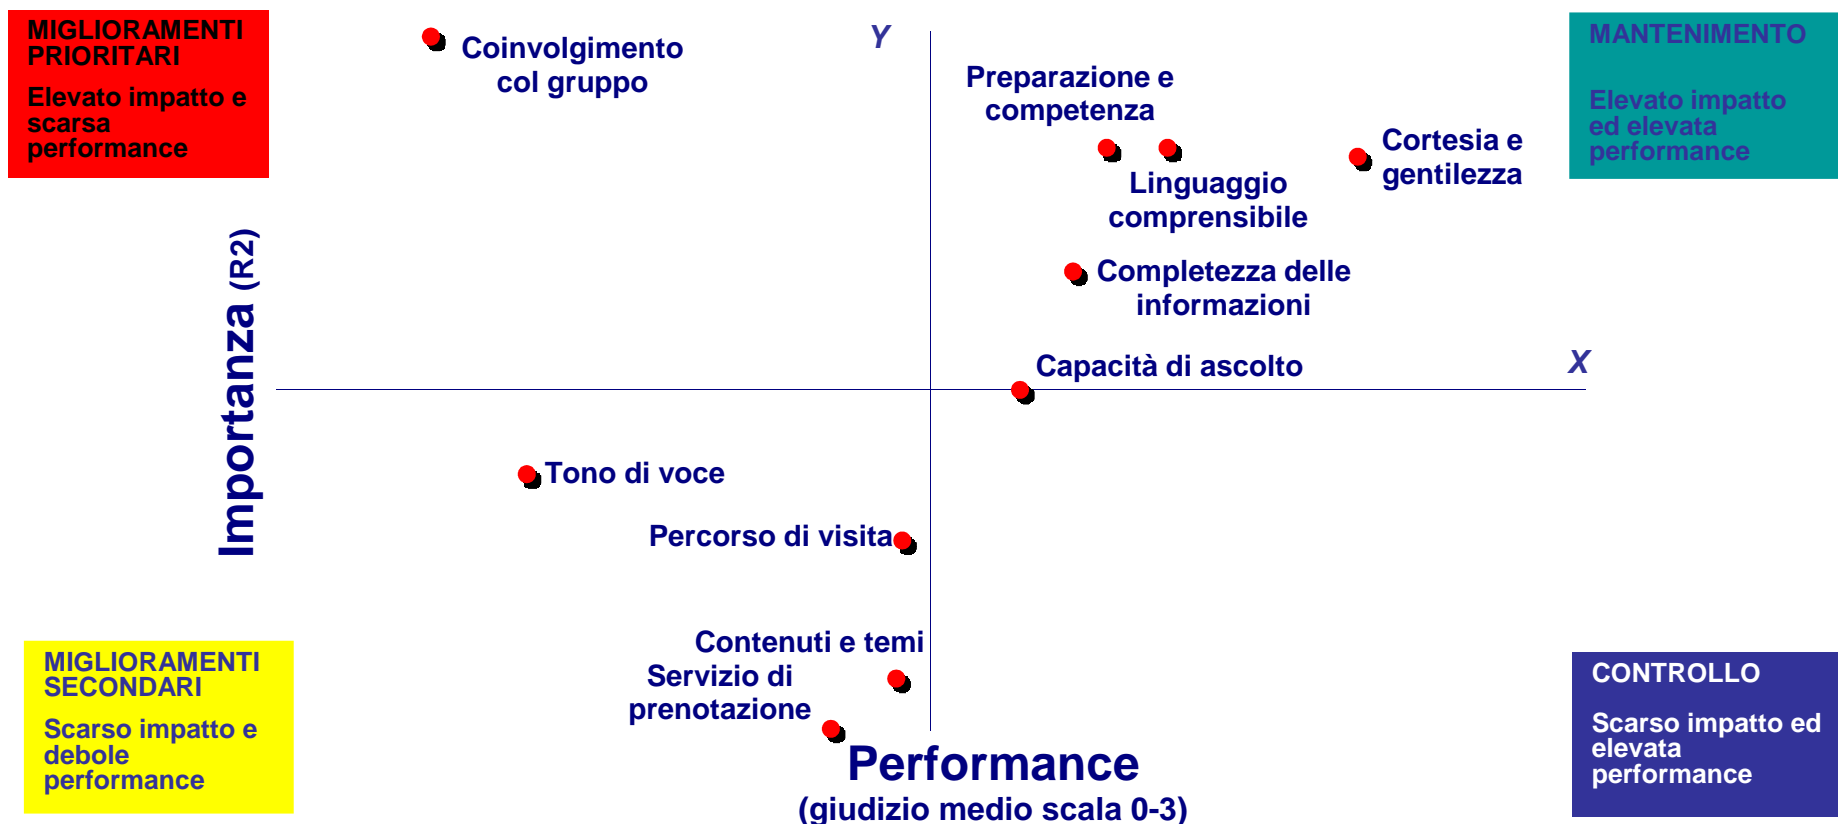 MIGLIORAMENTI
PRIORITARI
Elevato impatto e
scarsa
performance
Coinvolgimento
col gruppo
Y
Preparazione e
competenza
Linguaggio
comprensibile
Cortesia e
gentilezza
MANTENIMENTO
Elevato impatto
ed elevata
performance
Completezza delle
informazioni
Importanza (R2)
Capacità di ascolto
X
Tono di voce
Percorso di visita
Contenuti e temi
Servizio di
prenotazione
MIGLIORAMENTI
SECONDARI
Scarso impatto e
debole
performance
Performance
(giudizio medio scala 0-3)
CONTROLLO
Scarso impatto ed
elevata
performance